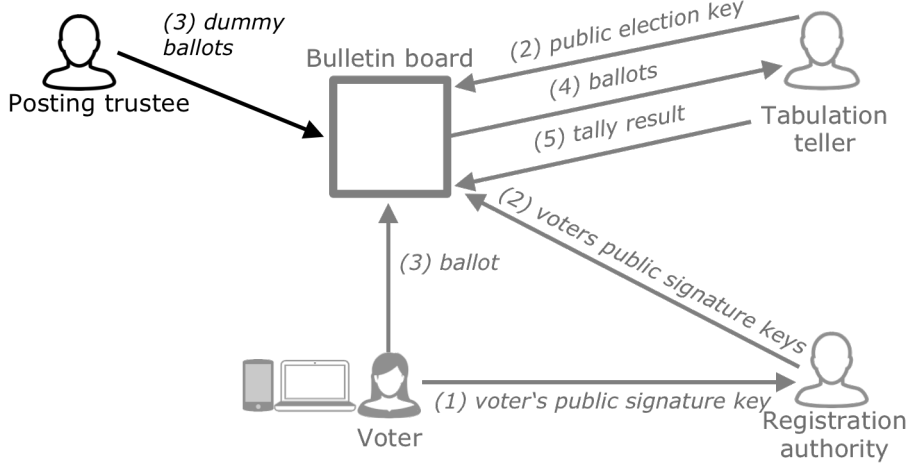 (3) dummy
ballots
Posting trustee
Bulletin board
(2) public election key
(4) ballots
(5) tally result
Tabulation
teller
(2) voters public signature keys
(3) ballot
(1) voter's public signature key
Voter
Registration
authority